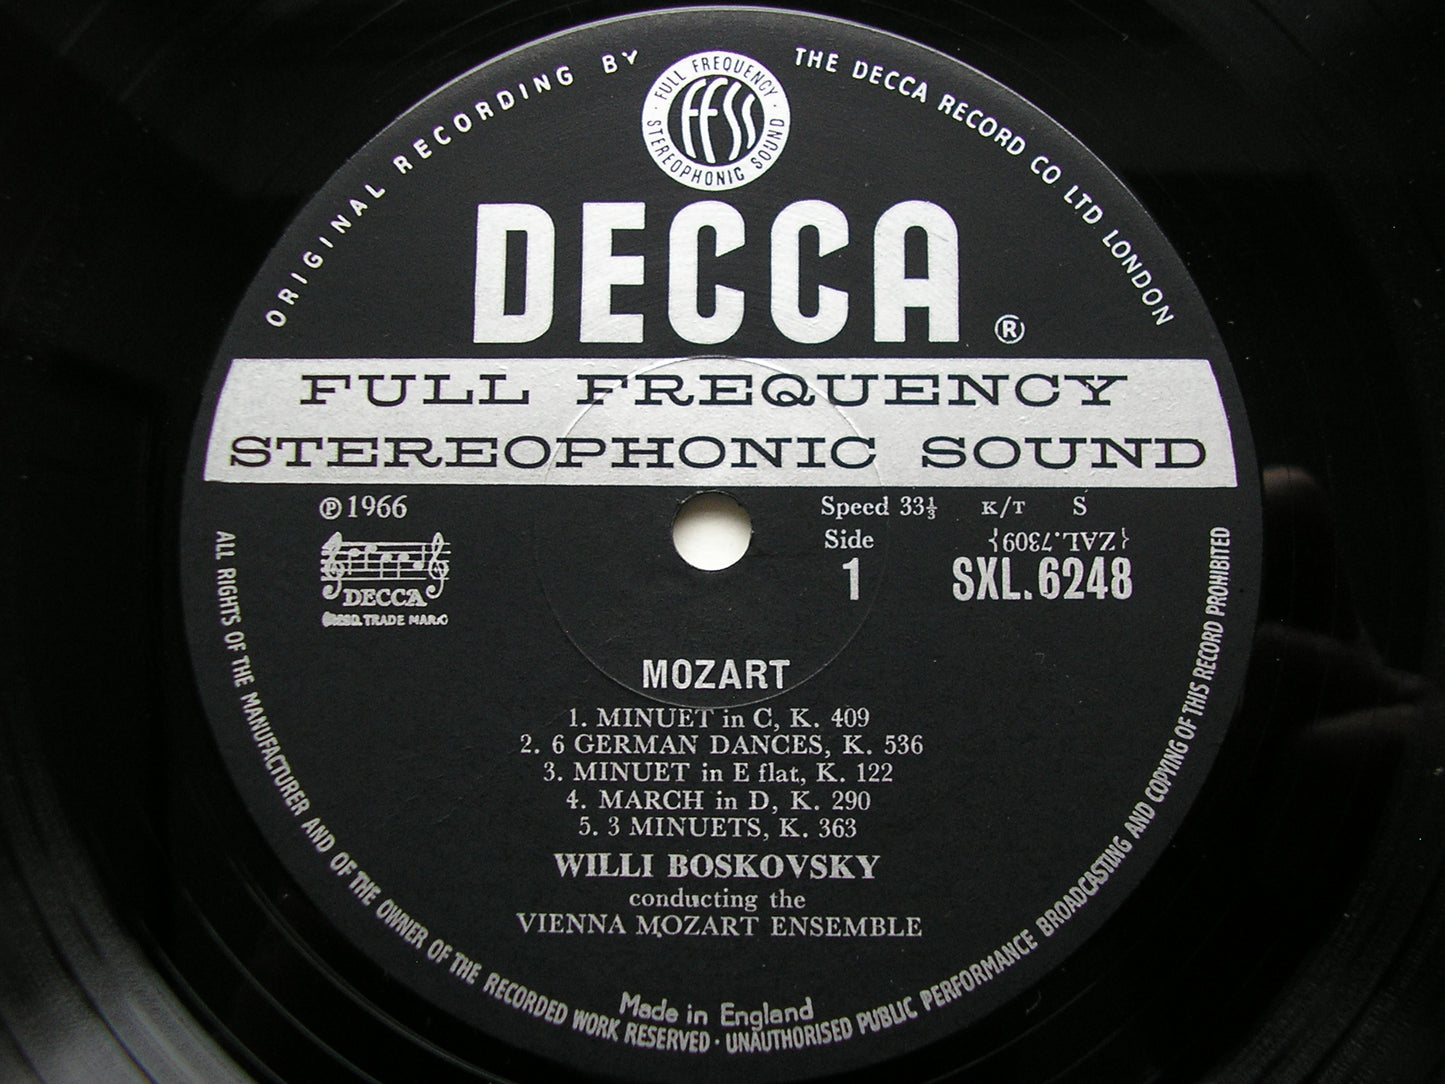 ORIGINAL RECORDING BY
THE DECCA RECORD CO LTD LONDON
FULL FREQUENCY
ffss
STEREOPHONIC SOUND
DECCA ®
FULL FREQUENCY
STEREOPHONIC SOUND
℗ 1966
Speed 33⅓ K/T S
Side
{ZAL.7309}
1
SXL.6248
DECCA
REGD. TRADE MARK
MOZART
1. MINUET in C, K. 409
2. 6 GERMAN DANCES, K. 536
3. MINUET in E flat, K. 122
4. MARCH in D, K. 290
5. 3 MINUETS, K. 363
WILLI BOSKOVSKY
conducting the
VIENNA MOZART ENSEMBLE
Made in England
ALL RIGHTS OF THE MANUFACTURER AND OF THE OWNER OF THE RECORDED WORK RESERVED · UNAUTHORISED PUBLIC PERFORMANCE BROADCASTING AND COPYING OF THIS RECORD PROHIBITED